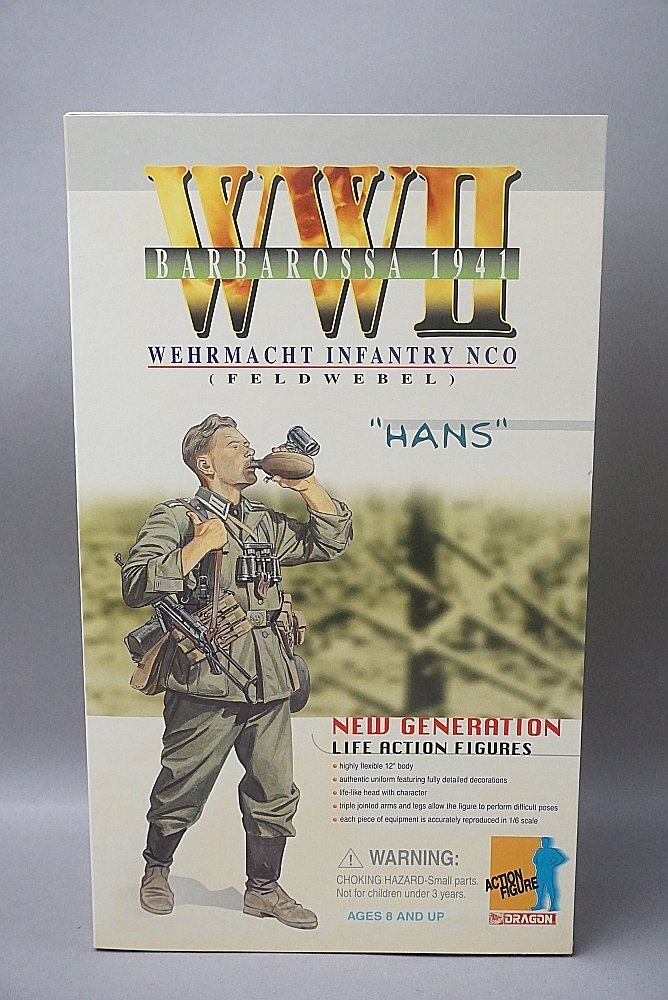 WWII
BARBAROSSA 1941
WEHRMACHT INFANTRY NCO
(FELDWEBEL)
"HANS"
NEW GENERATION
LIFE ACTION FIGURES
• highly flexible 12" body
• authentic uniform featuring fully detailed decorations
• life-like head with character
• triple jointed arms and legs allow the figure to perform difficult poses
• each piece of equipment is accurately reproduced in 1/6 scale
WARNING:
CHOKING HAZARD-Small parts.
Not for children under 3 years.
AGES 8 AND UP
ACTION
FIGURE
DRAGON